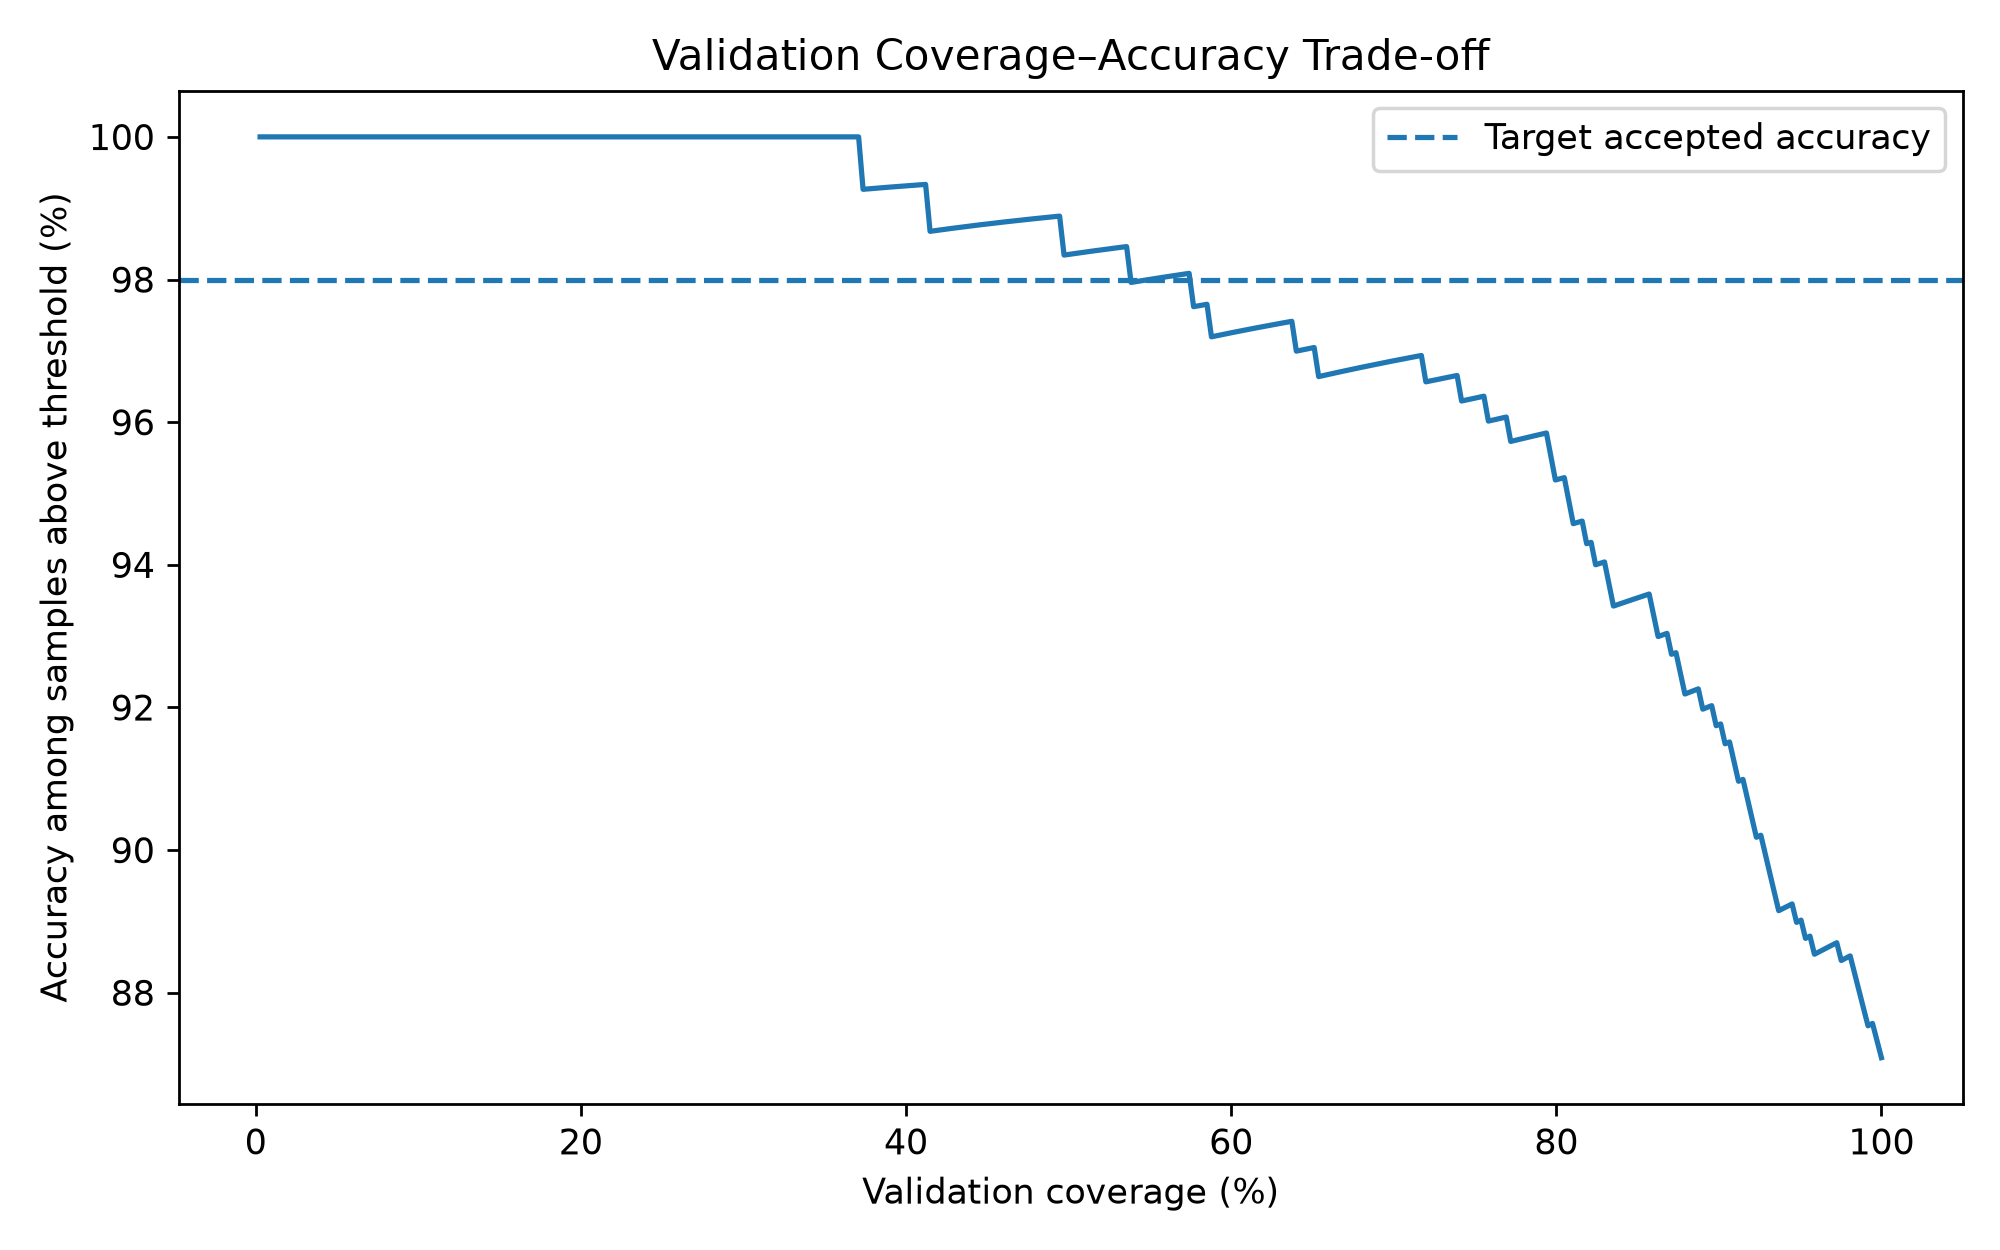 Validation Coverage–Accuracy Trade-off
Target accepted accuracy
Accuracy among samples above threshold (%)
100
98
96
94
92
90
88
0 20 40 60 80 100
Validation coverage (%)